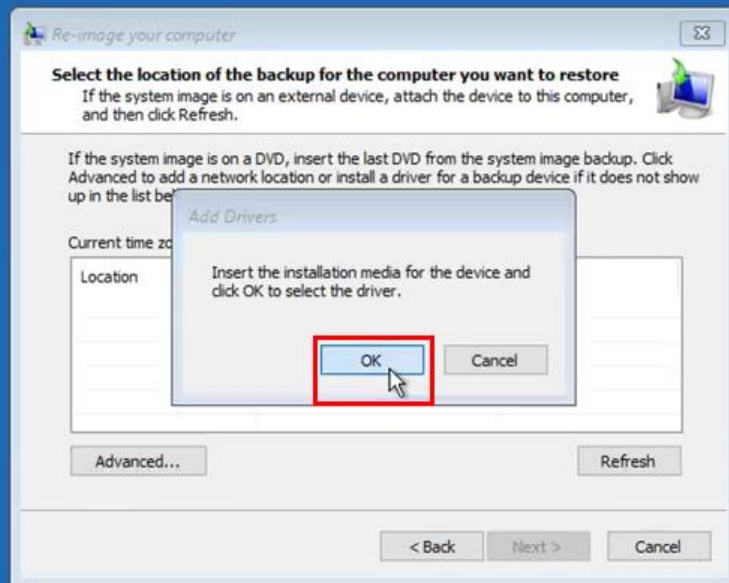 Re-image your computer
Select the location of the backup for the computer you want to restore
If the system image is on an external device, attach the device to this computer,
and then click Refresh.
If the system image is on a DVD, insert the last DVD from the system image backup. Click
Advanced to add a network location or install a driver for a backup device if it does not show
up in the list
Add Drivers
Current time
Location
Insert the installation media for the device and
click OK to select the driver.
OK
Cancel
Advanced...
Refresh
< Back
Next >
Cancel